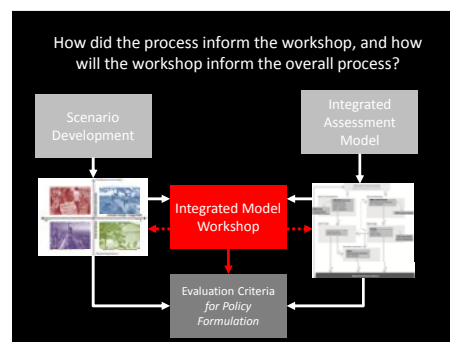 How did the process inform the workshop, and how
will the workshop inform the overall process?
Scenario
Development
Integrated
Assessment
Model
Integrated Model
Workshop
Evaluation Criteria
for Policy
Formulation